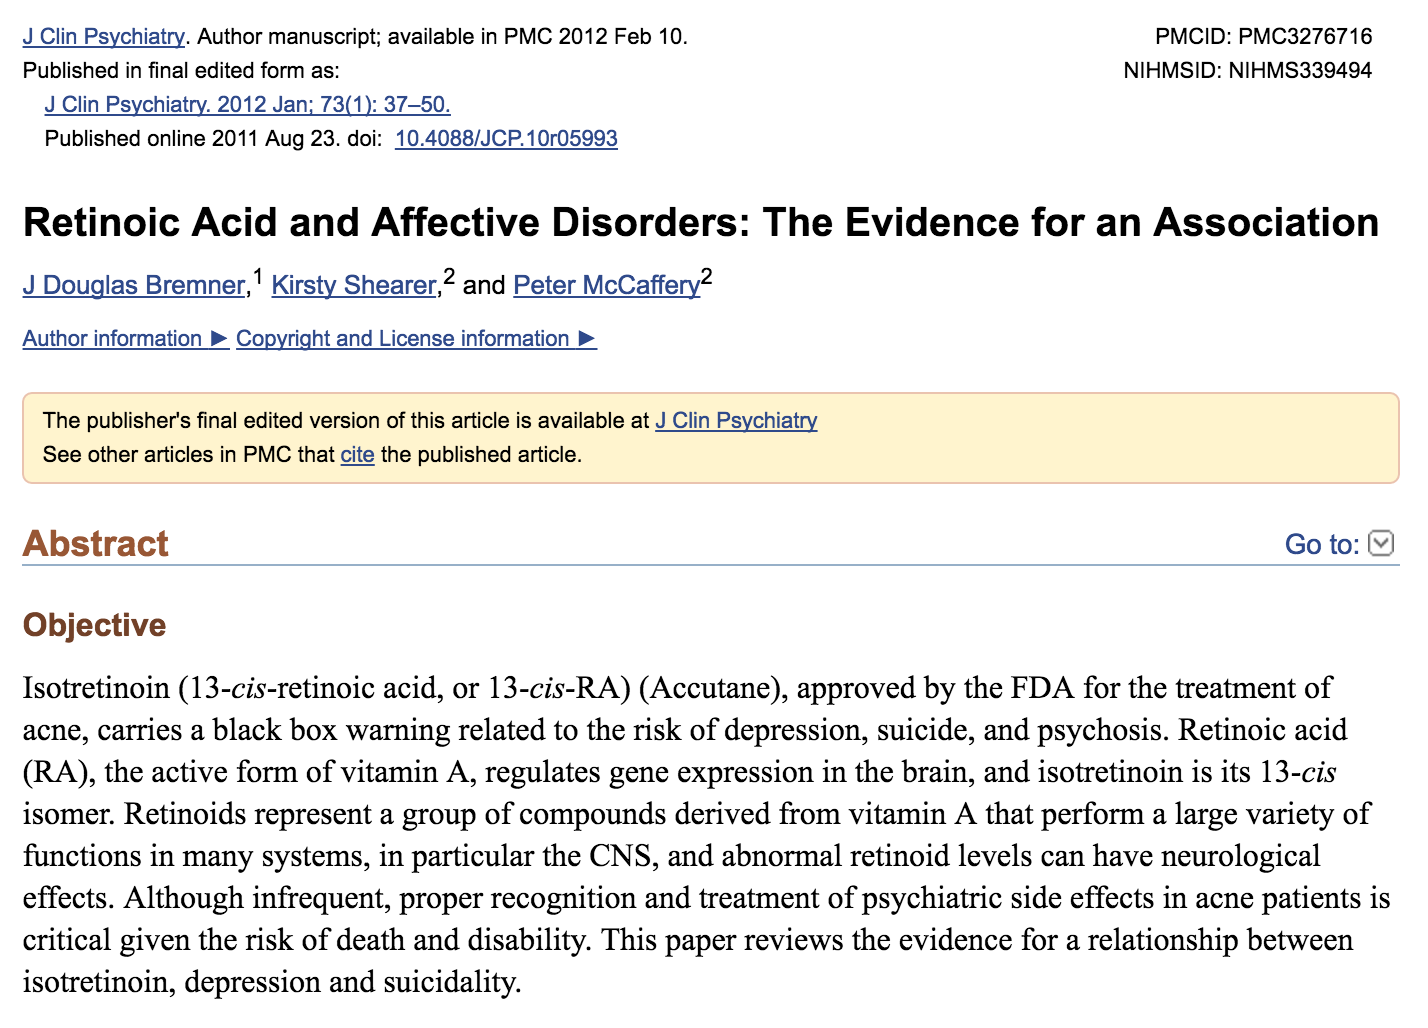 J Clin Psychiatry. Author manuscript; available in PMC 2012 Feb 10.
PMCID: PMC3276716
Published in final edited form as:
NIHMSID: NIHMS339494
J Clin Psychiatry. 2012 Jan; 73(1): 37–50.
Published online 2011 Aug 23. doi: 10.4088/JCP.10r05993
Retinoic Acid and Affective Disorders: The Evidence for an Association
J Douglas Bremner,1 Kirsty Shearer,2 and Peter McCaffery2
Author information ► Copyright and License information ►
The publisher's final edited version of this article is available at J Clin Psychiatry
See other articles in PMC that cite the published article.
Abstract
Go to:
Objective
Isotretinoin (13-cis-retinoic acid, or 13-cis-RA) (Accutane), approved by the FDA for the treatment of
acne, carries a black box warning related to the risk of depression, suicide, and psychosis. Retinoic acid
(RA), the active form of vitamin A, regulates gene expression in the brain, and isotretinoin is its 13-cis
isomer. Retinoids represent a group of compounds derived from vitamin A that perform a large variety of
functions in many systems, in particular the CNS, and abnormal retinoid levels can have neurological
effects. Although infrequent, proper recognition and treatment of psychiatric side effects in acne patients is
critical given the risk of death and disability. This paper reviews the evidence for a relationship between
isotretinoin, depression and suicidality.